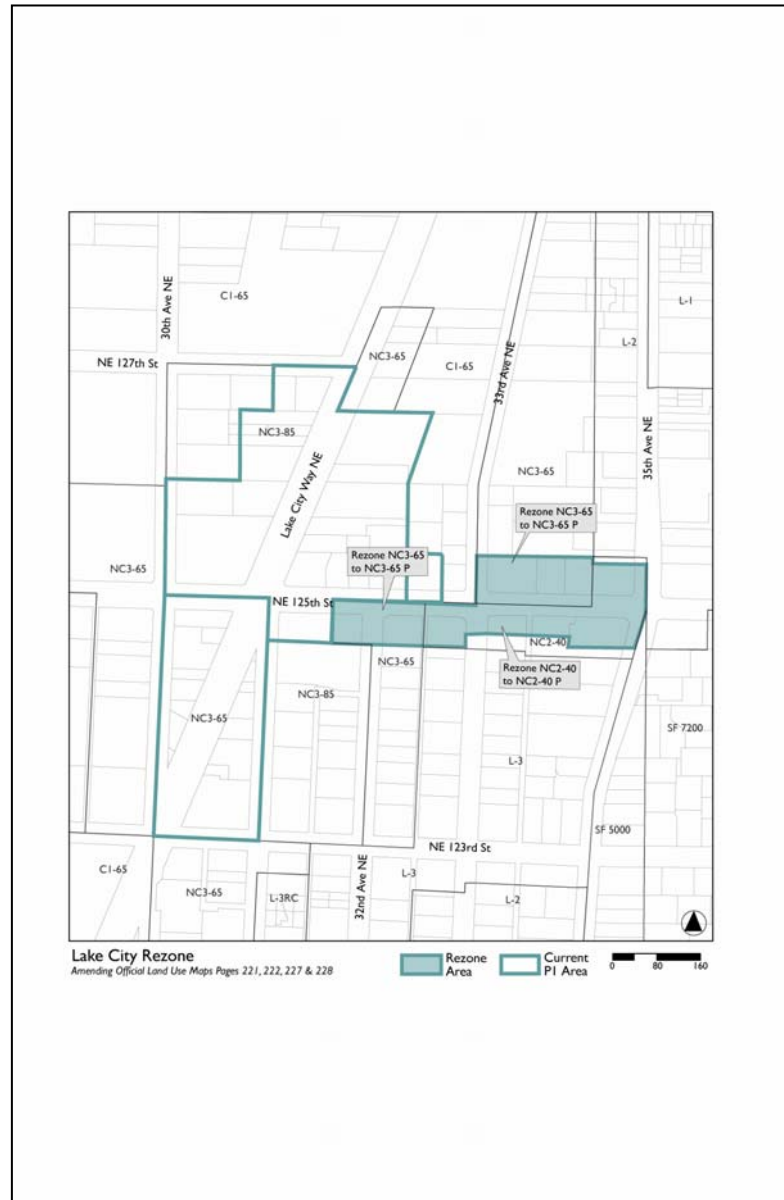 30th Ave NE
C1-65
33rd Ave NE
L-1
L-2
NE 127th St
NC3-65
C1-65
35th Ave NE
NC3-85
Lake City Way NE
NC3-65
Rezone NC3-65
to NC3-65 P
Rezone NC3-65
to NC3-65 P
NC3-65
NE 125th St
NC2-40
NC3-65
Rezone NC2-40
to NC2-40 P
NC3-65
NC3-85
SF 7200
L-3
SF 5000
NE 123rd St
C1-65
NC3-65
L-3RC
32nd Ave NE
L-3
L-2
Lake City Rezone
Amending Official Land Use Maps Pages 221, 222, 227 & 228
Rezone
Area
Current
P1 Area
0 80 160